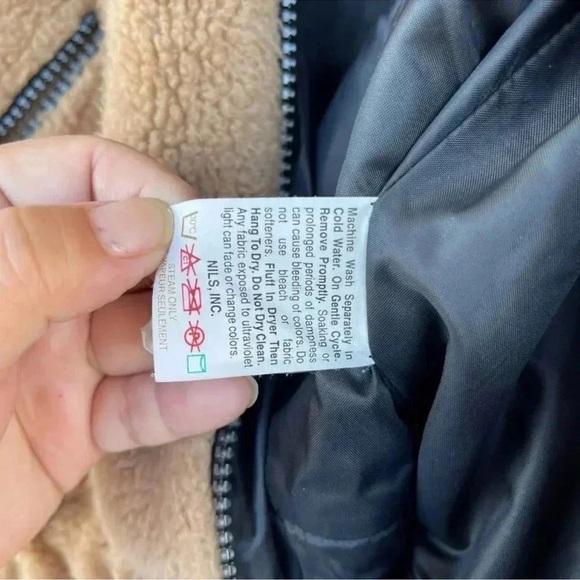 Machine Wash Separately in
Cold Water. On Gentle Cycle.
Remove Promptly. Soaking or
prolonged periods of dampness
can cause bleeding of colors. Do
not use bleach or fabric
softeners. Fluff In Dryer Then
Hang To Dry. Do Not Dry Clean.
Any fabric exposed to ultraviolet
light can fade or change colors.
NILS, INC.
STEAM ONLY
VAPEUR SEULEMENT